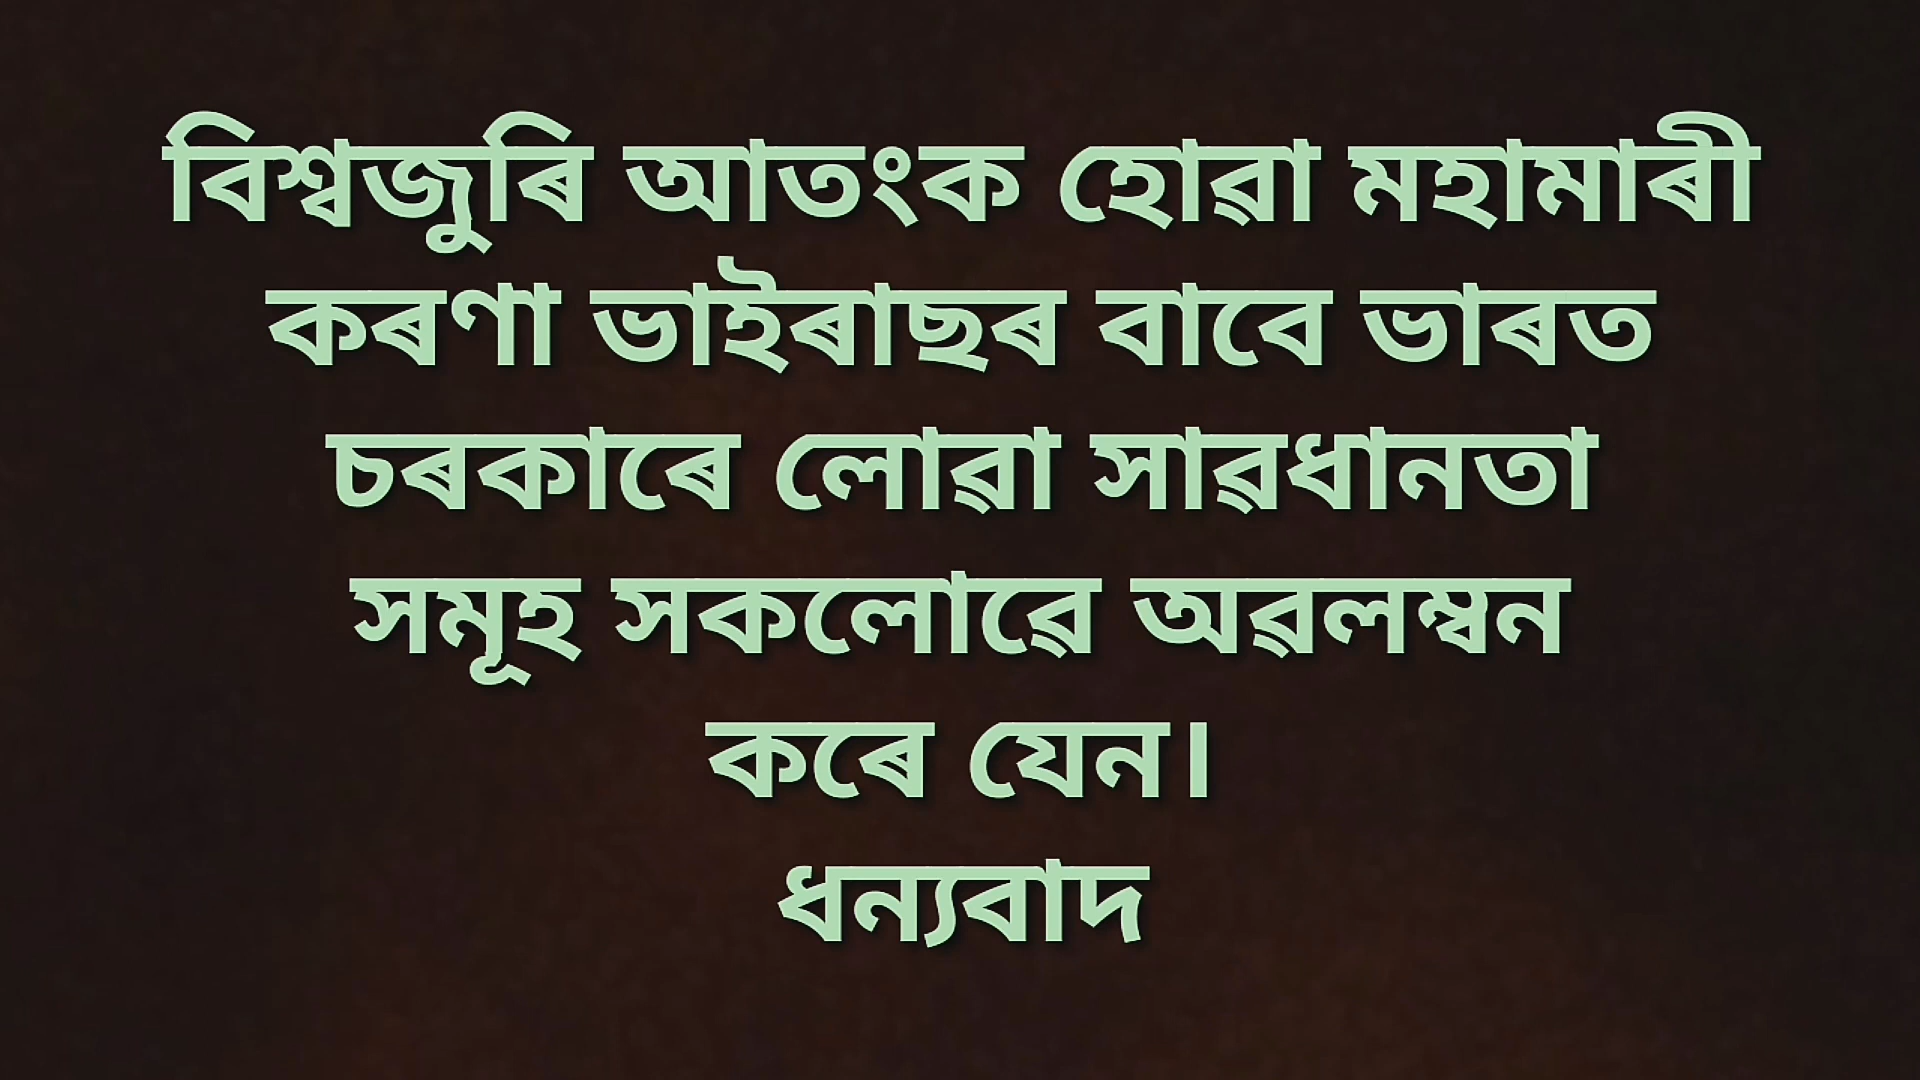 বিশ্বজুৰি আতংক হোৱা মহামাৰী
কৰণা ভাইৰাছৰ বাবে ভাৰত
চৰকাৰে লোৱা সাৱধানতা
সমূহ সকলোৱে অৱলম্বন
কৰে যেন।
ধন্যবাদ